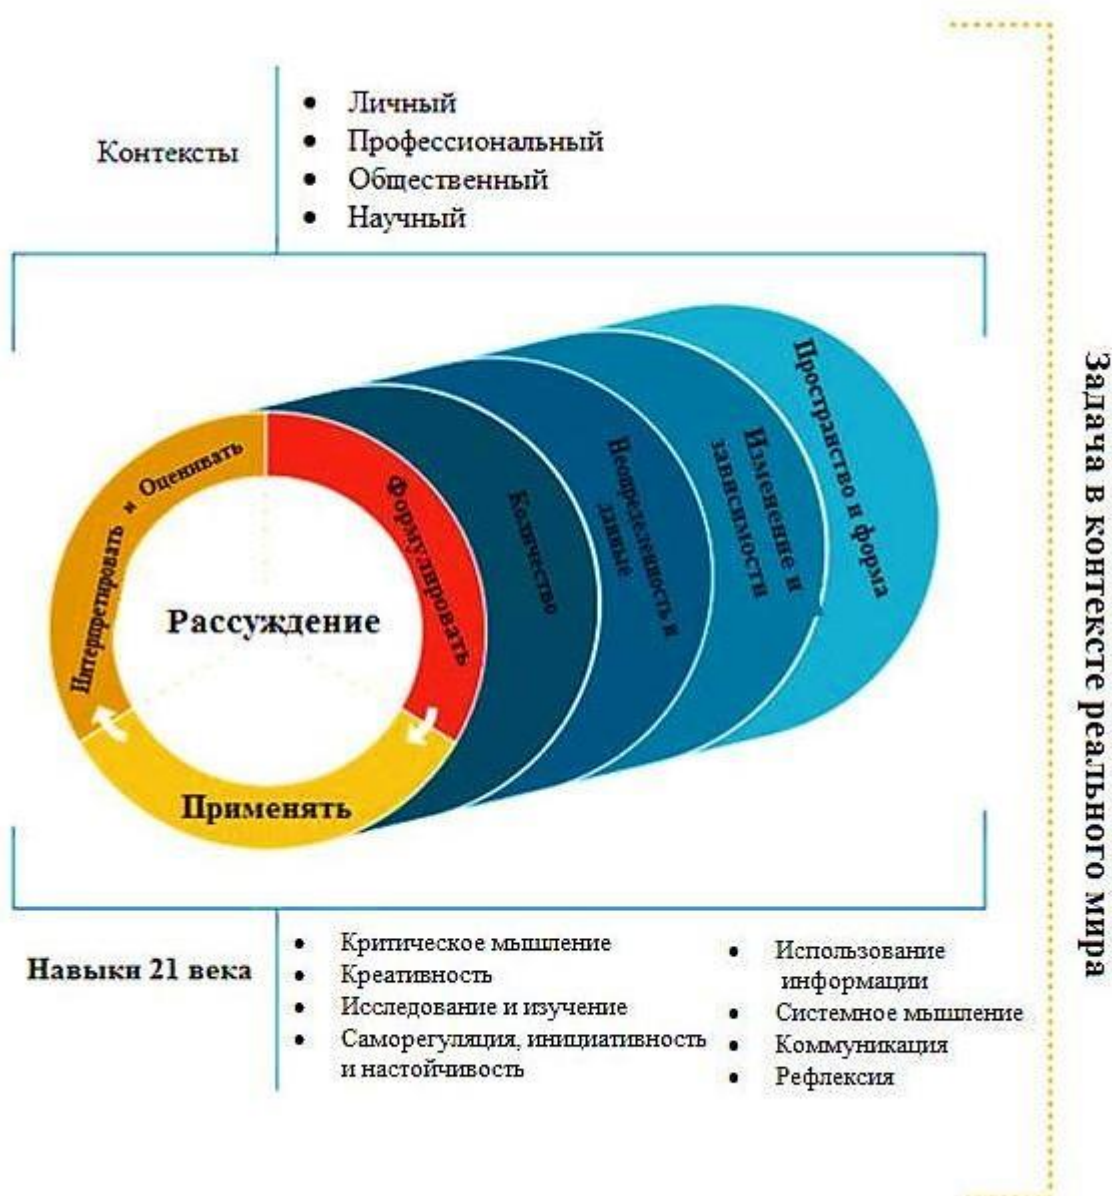 Контексты
• Личный
• Профессиональный
• Общественный
• Научный
Интерпретировать и Оценивать
Формулировать
Применять
Рассуждение
Количество
Неопределенность и
данные
Изменение и
зависимости
Пространство и форма
Задача в контексте реального мира
Навыки 21 века
• Критическое мышление
• Креативность
• Исследование и изучение
• Саморегуляция, инициативность
и настойчивость
• Использование
информации
• Системное мышление
• Коммуникация
• Рефлексия